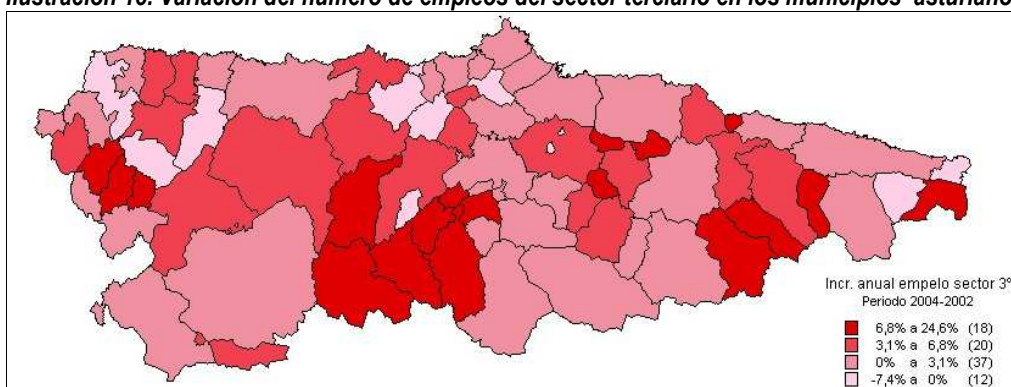 Ilustración 10. Variación del número de empleos del sector terciario en los municipios asturianos
Incr. anual empelo sector 3º
Periodo 2004-2002
6,8% a 24,6% (18)
3,1% a 6,8% (20)
0% a 3,1% (37)
-7,4% a 0% (12)